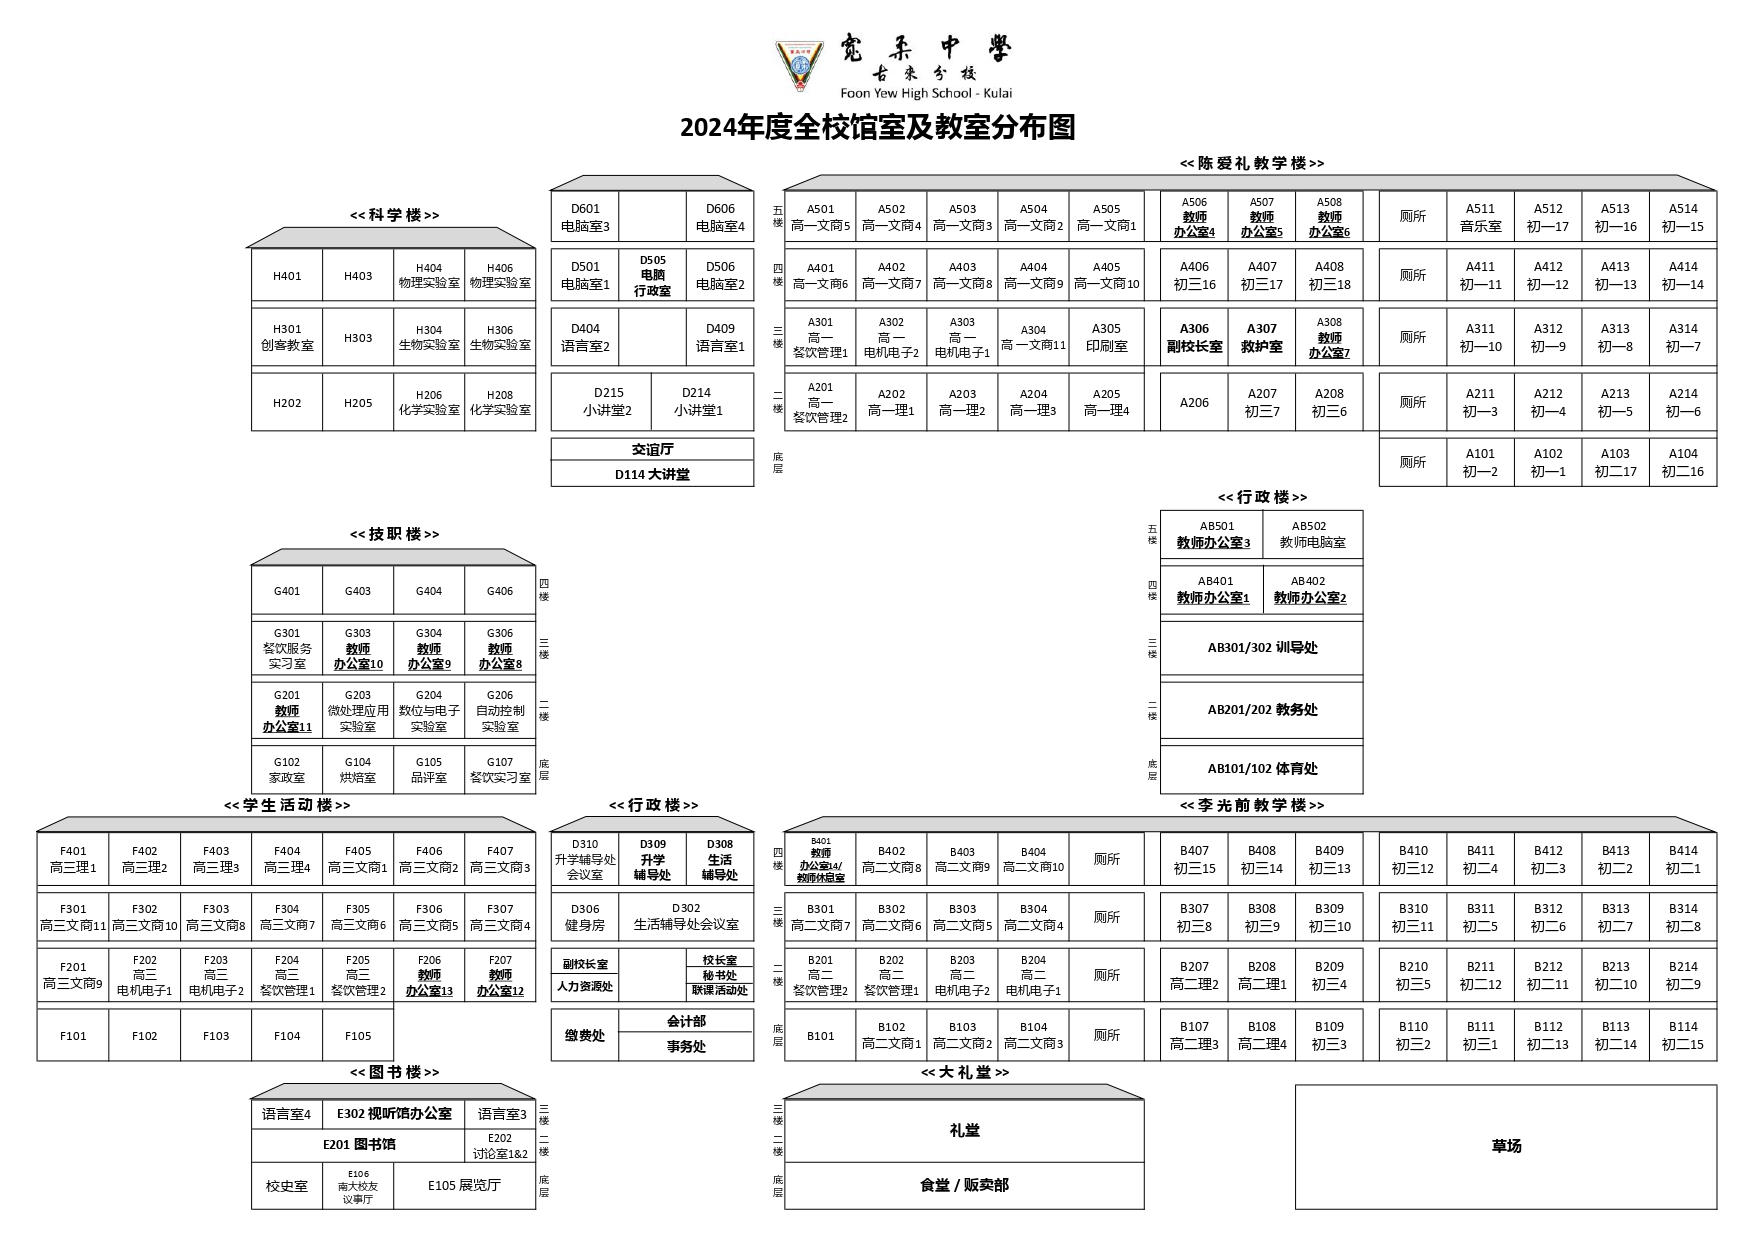 寬柔中學
古來分校
Foon Yew High School - Kulai
2024年度全校馆室及教室分布图
<<陈爱礼教学楼>>
五楼
A501 高一文商5
A502 高一文商4
A503 高一文商3
A504 高一文商2
A505 高一文商1
A506 教师办公室4
A507 教师办公室5
A508 教师办公室6
厕所
A511 音乐室
A512 初一17
A513 初一16
A514 初一15
四楼
A401 高一文商6
A402 高一文商7
A403 高一文商8
A404 高一文商9
A405 高一文商10
A406 初三16
A407 初三17
A408 初三18
厕所
A411 初一11
A412 初一12
A413 初一13
A414 初一14
三楼
A301 高一餐饮管理1
A302 高一电机电子2
A303 高一电机电子1
A304 高一文商11
A305 印刷室
A306 副校长室
A307 救护室
A308 教师办公室7
厕所
A311 初一10
A312 初一9
A313 初一8
A314 初一7
二楼
A201 高一餐饮管理2
A202 高一理1
A203 高一理2
A204 高一理3
A205 高一理4
A206
A207 初三7
A208 初三6
厕所
A211 初一3
A212 初一4
A213 初一5
A214 初一6
底层
厕所
A101 初一2
A102 初一1
A103 初二17
A104 初二16
D601 电脑室3
D606 电脑室4
D501 电脑室1
D505 电脑行政室
D506 电脑室2
D404 语言室2
D409 语言室1
D215 小讲堂2
D214 小讲堂1
交谊厅
D114 大讲堂
<<科学楼>>
H401
H403
H404 物理实验室
H406 物理实验室
H301 创客教室
H303
H304 生物实验室
H306 生物实验室
H202
H205
H206 化学实验室
H208 化学实验室
<<行政楼>>
五楼
AB501 教师办公室3
AB502 教师电脑室
四楼
AB401 教师办公室1
AB402 教师办公室2
三楼
AB301/302 训导处
二楼
AB201/202 教务处
底层
AB101/102 体育处
<<技职楼>>
G401
G403
G404
G406
四楼
G301 餐饮服务实习室
G303 教师办公室10
G304 教师办公室9
G306 教师办公室8
三楼
G201 教师办公室11
G203 微处理应用实验室
G204 数位与电子实验室
G206 自动控制实验室
二楼
G102 家政室
G104 烘焙室
G105 品评室
G107 餐饮实习室
底层
<<学生活动楼>>
F401 高三理1
F402 高三理2
F403 高三理3
F404 高三理4
F405 高三文商1
F406 高三文商2
F407 高三文商3
F301 高三文商11
F302 高三文商10
F303 高三文商8
F304 高三文商7
F305 高三文商6
F306 高三文商5
F307 高三文商4
F201 高三文商9
F202 高三电机电子1
F203 高三电机电子2
F204 高三餐饮管理1
F205 高三餐饮管理2
F206 教师办公室13
F207 教师办公室12
F101
F102
F103
F104
F105
<<行政楼>>
D310 升学辅导处会议室
D309 升学辅导处
D308 生活辅导处
D306 健身房
D302 生活辅导处会议室
副校长室
人力资源处
校长室
秘书处
联课活动处
缴费处
会计部
事务处
<<李光前教学楼>>
四楼
B401 教师办公室14/教师休息室
B402 高二文商8
B403 高二文商9
B404 高二文商10
厕所
B407 初三15
B408 初三14
B409 初三13
B410 初三12
B411 初二4
B412 初二3
B413 初二2
B414 初二1
三楼
B301 高二文商7
B302 高二文商6
B303 高二文商5
B304 高二文商4
厕所
B307 初三8
B308 初三9
B309 初三10
B310 初三11
B311 初二5
B312 初二6
B313 初二7
B314 初二8
二楼
B201 高二餐饮管理2
B202 高二餐饮管理1
B203 高二电机电子2
B204 高二电机电子1
厕所
B207 高二理2
B208 高二理1
B209 初三4
B210 初三5
B211 初二12
B212 初二11
B213 初二10
B214 初二9
底层
B101
B102 高二文商1
B103 高二文商2
B104 高二文商3
厕所
B107 高二理3
B108 高二理4
B109 初三3
B110 初三2
B111 初三1
B112 初二13
B113 初二14
B114 初二15
<<图书楼>>
语言室4
E302 视听馆办公室
语言室3
三楼
E201 图书馆
E202 讨论室1&2
二楼
校史室
E106 南大校友议事厅
E105 展览厅
底层
<<大礼堂>>
三楼
二楼
礼堂
底层
食堂 / 贩卖部
草场